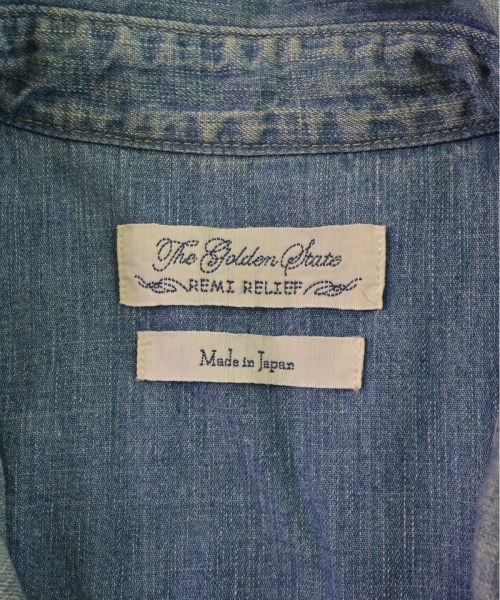 The Golden State
REMI RELIEF
Made in Japan